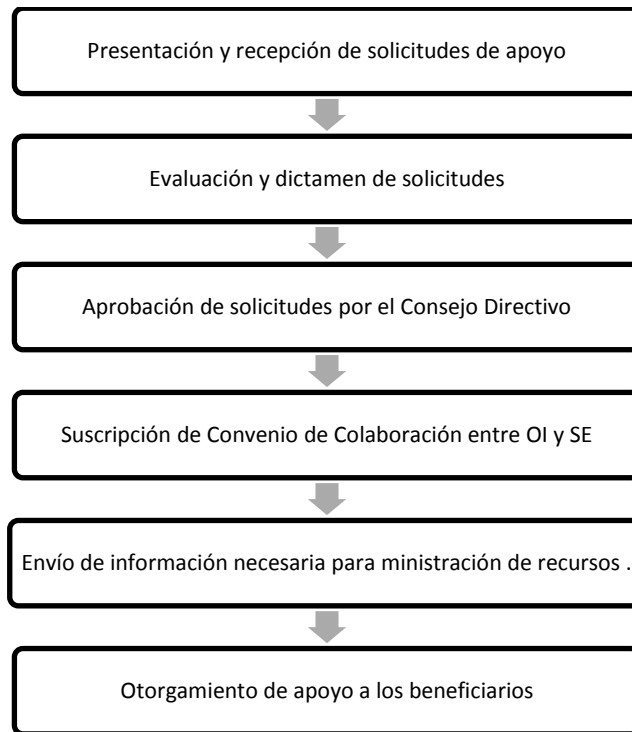 Presentación y recepción de solicitudes de apoyo
Evaluación y dictamen de solicitudes
Aprobación de solicitudes por el Consejo Directivo
Suscripción de Convenio de Colaboración entre OI y SE
Envío de información necesaria para ministración de recursos .
Otorgamiento de apoyo a los beneficiarios